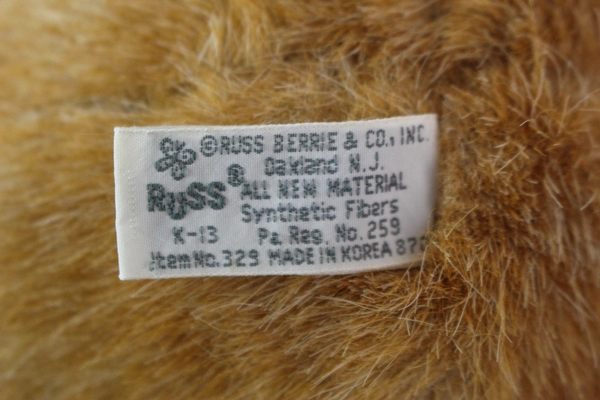 ©RUSS BERRIE & CO., INC.
Oakland N.J.
RUSS®
ALL NEW MATERIAL
Synthetic Fibers
K-13 Pa. Reg. No. 259
Item No. 329 MADE IN KOREA